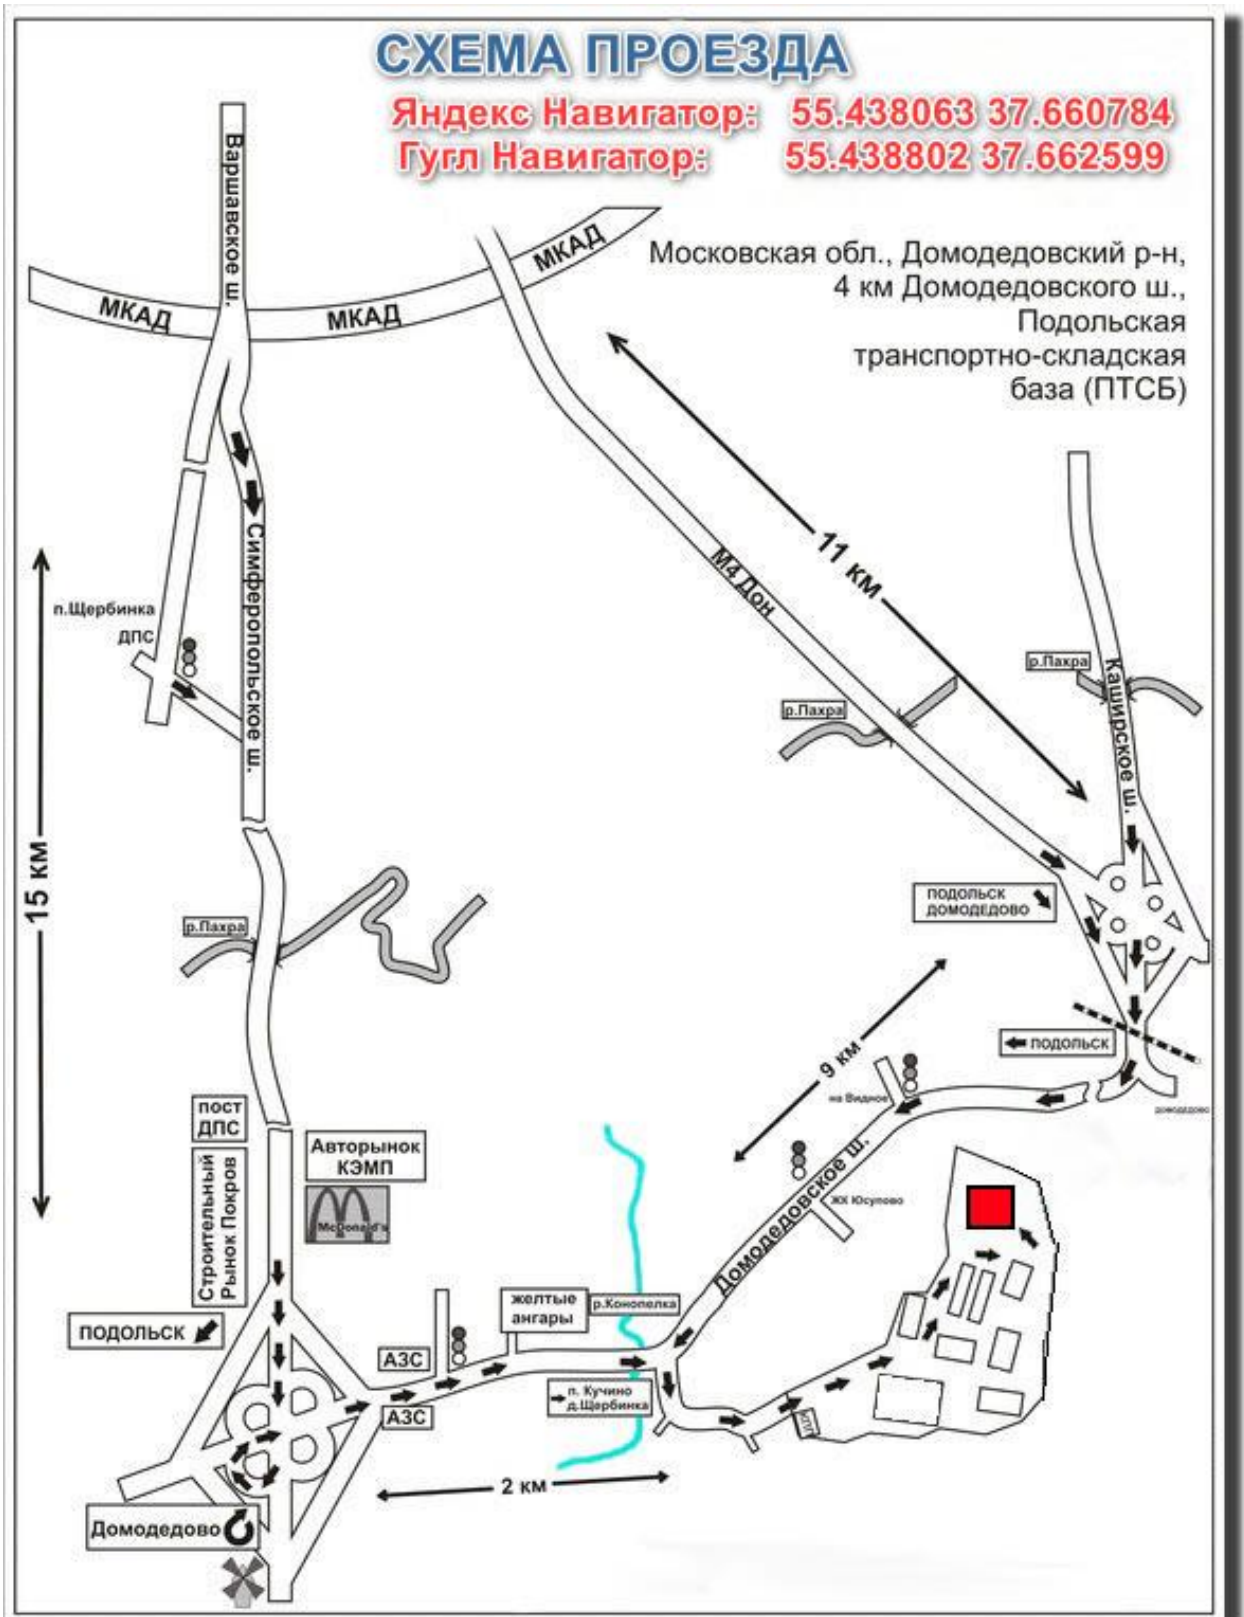 СХЕМА ПРОЕЗДА
Яндекс Навигатор: 55.438063 37.660784
Гугл Навигатор: 55.438802 37.662599
Варшавское ш.
МКАД
МКАД
МКАД
Московская обл., Домодедовский р-н,
4 км Домодедовского ш.,
Подольская
транспортно-складская
база (ПТСБ)
11 км
М4 Дон
Симферопольское ш.
п.Щербинка
ДПС
р.Пахра
Каширское ш.
р.Пахра
15 км
р.Пахра
ПОДОЛЬСК
ДОМОДЕДОВО
ПОДОЛЬСК
9 км
на Видное
ДОМОДЕДОВО
пост
ДПС
Авторынок
КЭМП
McDonald's
Строительный
Рынок Покров
Домодедовское ш.
ЖК Юсупово
желтые
ангары
р.Конопелка
ПОДОЛЬСК
АЗС
п. Кучино
д.Щербинка
АЗС
КПП
2 км
Домодедово